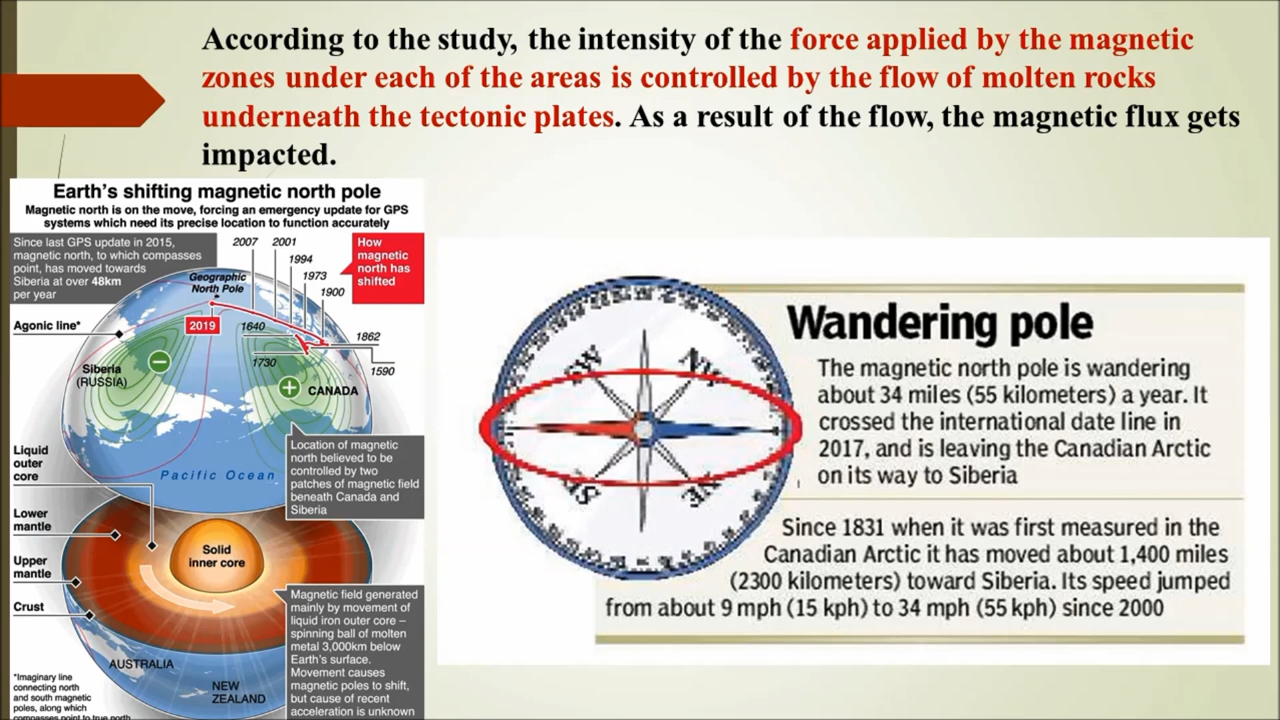 According to the study, the intensity of the force applied by the magnetic
zones under each of the areas is controlled by the flow of molten rocks
underneath the tectonic plates. As a result of the flow, the magnetic flux gets
impacted.
Earth's shifting magnetic north pole
Magnetic north is on the move, forcing an emergency update for GPS
systems which need its precise location to function accurately
Since last GPS update in 2015,
magnetic north, to which compasses
point, has moved towards
Siberia at over 48km
per year
2007
2001
1994
1973
1900
How
magnetic
north has
shifted
Geographic
North Pole
2019
1640
1862
1730
1590
Agonic line*
Siberia
(RUSSIA)
−
+
CANADA
Location of magnetic
north believed to be
controlled by two
patches of magnetic field
beneath Canada and
Siberia
Pacific Ocean
Liquid
outer
core
Lower
mantle
Upper
mantle
Crust
Solid
inner core
Magnetic field generated
mainly by movement of
liquid iron outer core –
spinning ball of molten
metal 3,000km below
Earth's surface.
Movement causes
magnetic poles to shift,
but cause of recent
acceleration is unknown
AUSTRALIA
NEW
ZEALAND
*Imaginary line
connecting north
and south magnetic
poles, along which
compasses point to true north
Wandering pole
The magnetic north pole is wandering
about 34 miles (55 kilometers) a year. It
crossed the international date line in
2017, and is leaving the Canadian Arctic
on its way to Siberia
Since 1831 when it was first measured in the
Canadian Arctic it has moved about 1,400 miles
(2300 kilometers) toward Siberia. Its speed jumped
from about 9 mph (15 kph) to 34 mph (55 kph) since 2000
SW
NW
SE
NE